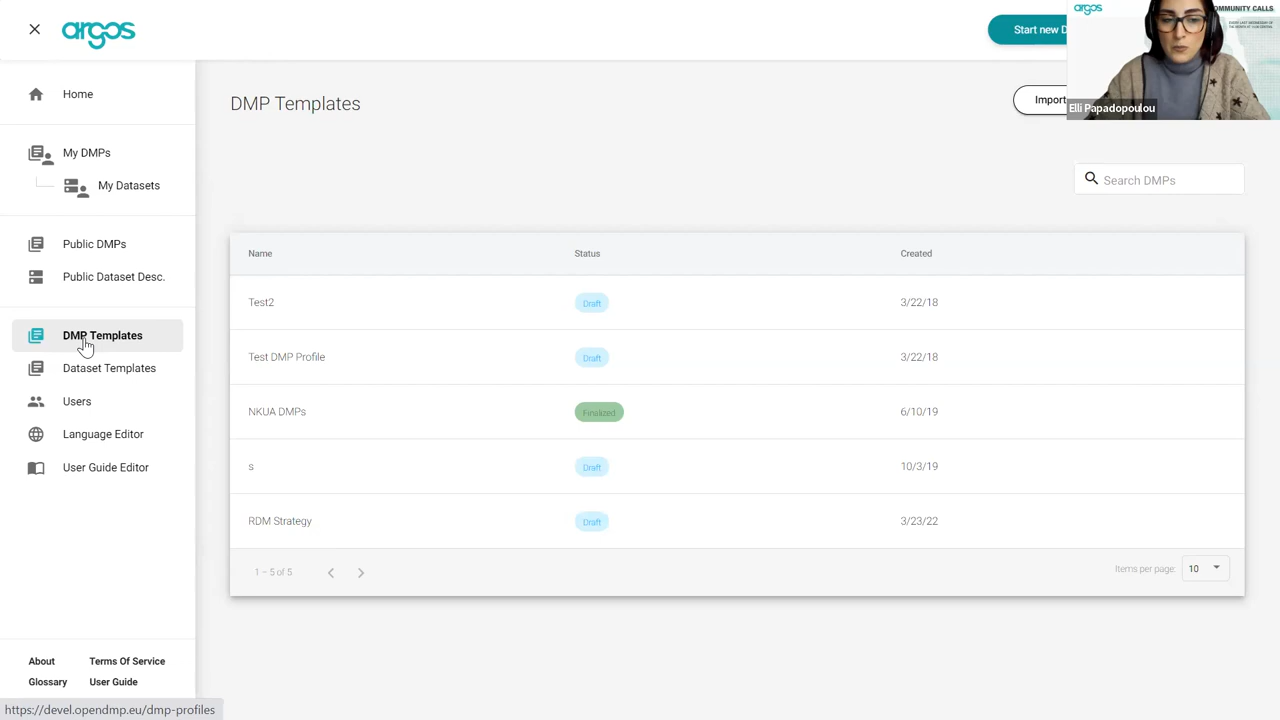 argos
Start new D
argos
COMMUNITY CALLS
Elli Papadopoulou
Home
My DMPs
My Datasets
Public DMPs
Public Dataset Desc.
DMP Templates
Dataset Templates
Users
Language Editor
User Guide Editor
About
Terms Of Service
Glossary
User Guide
https://devel.opendmp.eu/dmp-profiles
DMP Templates
Import
Search DMPs
Name Status Created
Test2 Draft 3/22/18
Test DMP Profile Draft 3/22/18
NKUA DMPs Finalized 6/10/19
s Draft 10/3/19
RDM Strategy Draft 3/23/22
1 – 5 of 5
Items per page: 10